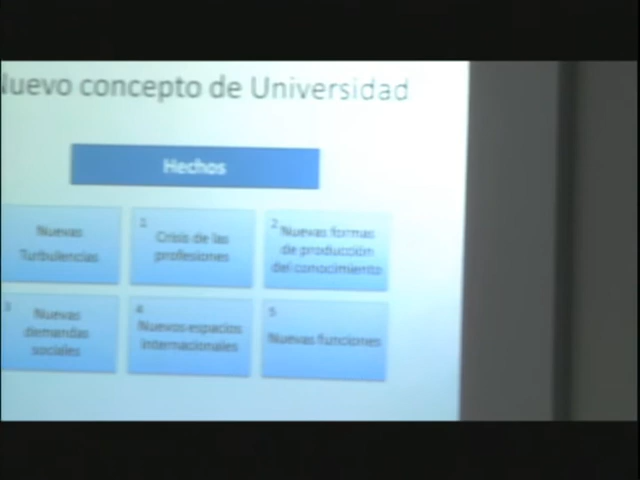 Nuevo concepto de Universidad
Hechos
Nuevas
Turbulencias
1
Crisis de las
profesiones
2
Nuevas formas
de producción
del conocimiento
3
Nuevas
demandas
sociales
4
Nuevos espacios
internacionales
5
Nuevas funciones